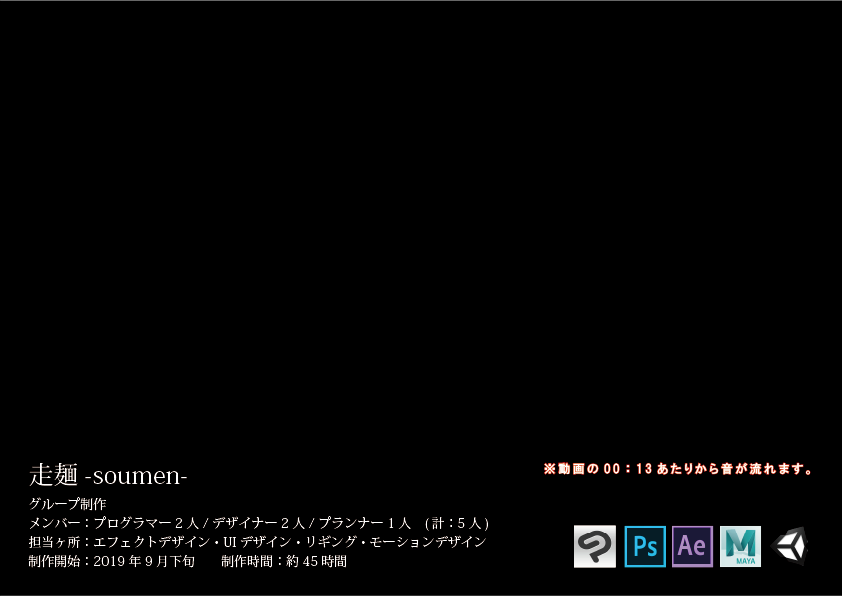 走麺 -soumen-
グループ制作
メンバー：プログラマー２人 / デザイナー２人 / プランナー１人　（計：5 人）
担当ヶ所：エフェクトデザイン・UI デザイン・リギング・モーションデザイン
制作開始：2019 年 9 月下旬　　制作時間：約 45 時間
※動画の 00：13 あたりから音が流れます。
Ps
Ae
MAYA